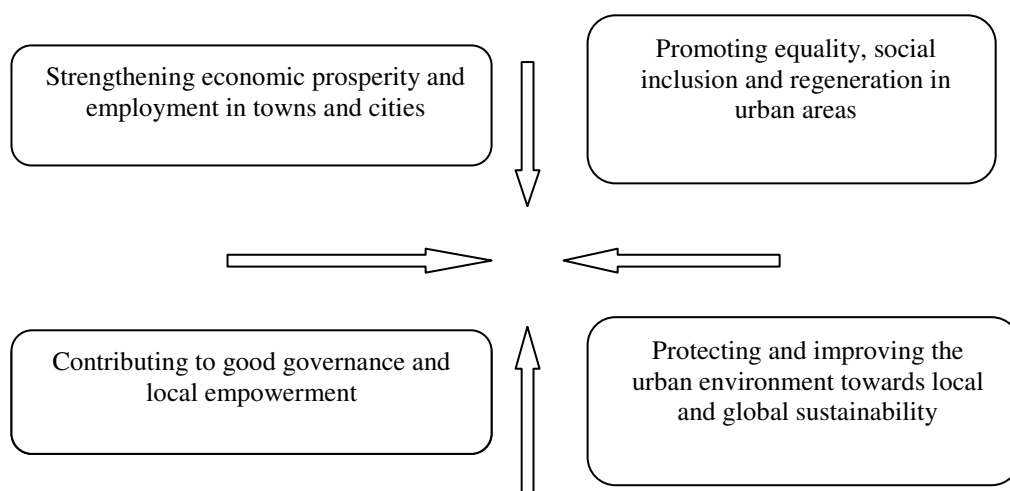 Strengthening economic prosperity and
employment in towns and cities
Promoting equality, social
inclusion and regeneration in
urban areas
Contributing to good governance and
local empowerment
Protecting and improving the
urban environment towards local
and global sustainability